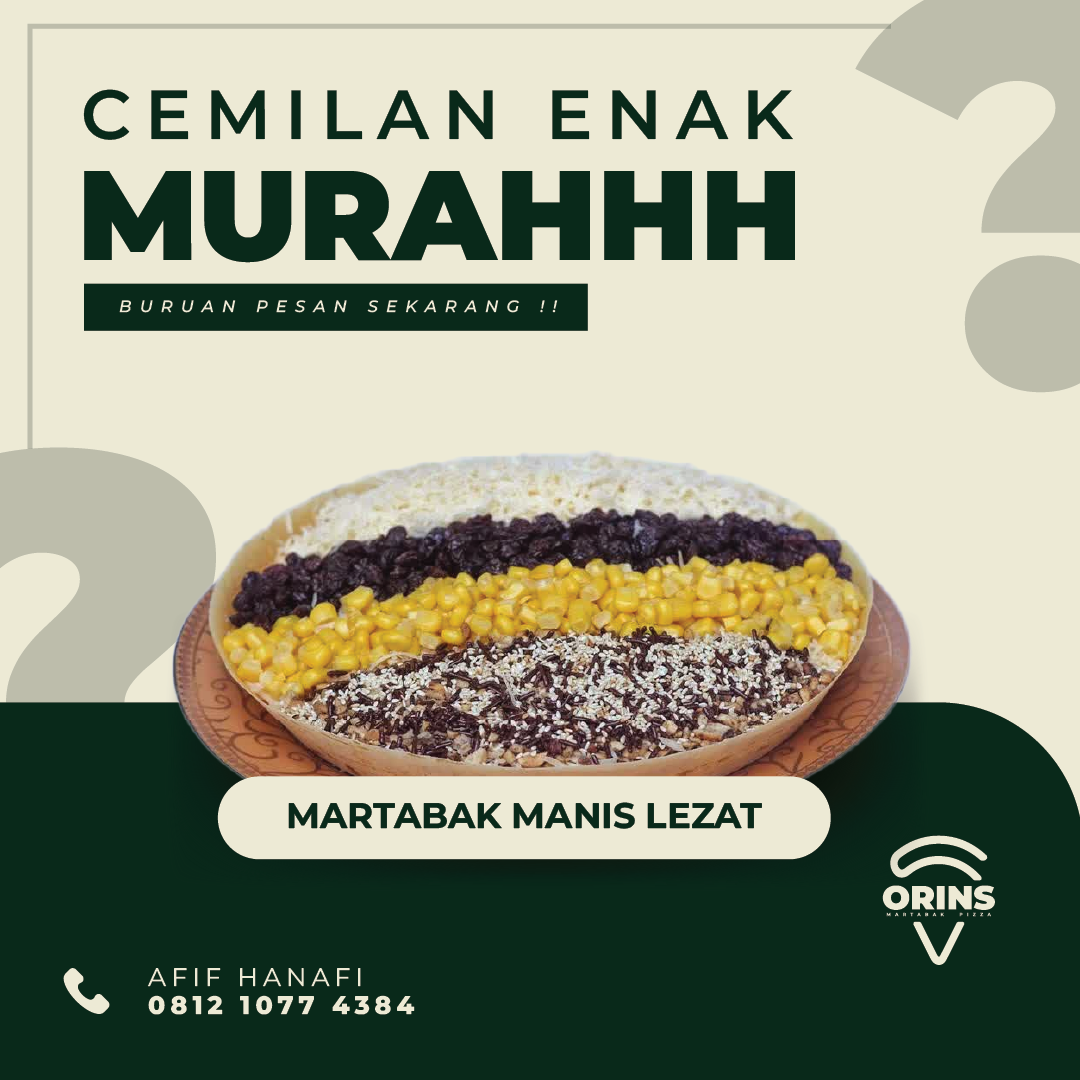 CEMILAN ENAK
MURAHHH
BURUAN PESAN SEKARANG !!
MARTABAK MANIS LEZAT
ORINS
MARTABAK PIZZA
AFIF HANAFI
0812 1077 4384